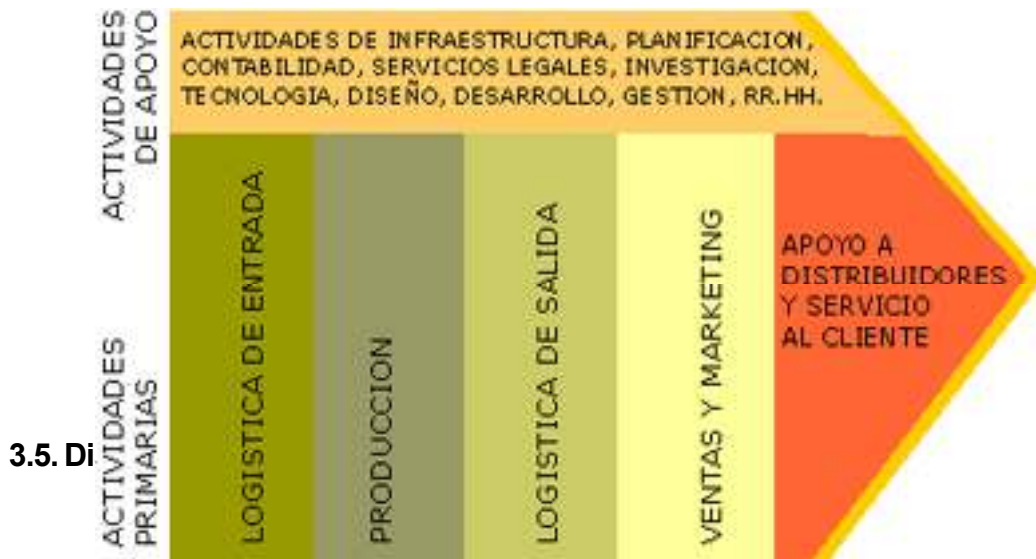 ACTIVIDADES
DE APOYO
ACTIVIDADES DE INFRAESTRUCTURA, PLANIFICACION,
CONTABILIDAD, SERVICIOS LEGALES, INVESTIGACION,
TECNOLOGIA, DISEÑO, DESARROLLO, GESTION, RR.HH.
ACTIVIDADES
PRIMARIAS
LOGISTICA DE ENTRADA
PRODUCCION
LOGISTICA DE SALIDA
VENTAS Y MARKETING
APOYO A
DISTRIBUIDORES
Y SERVICIO
AL CLIENTE
3.5. Di